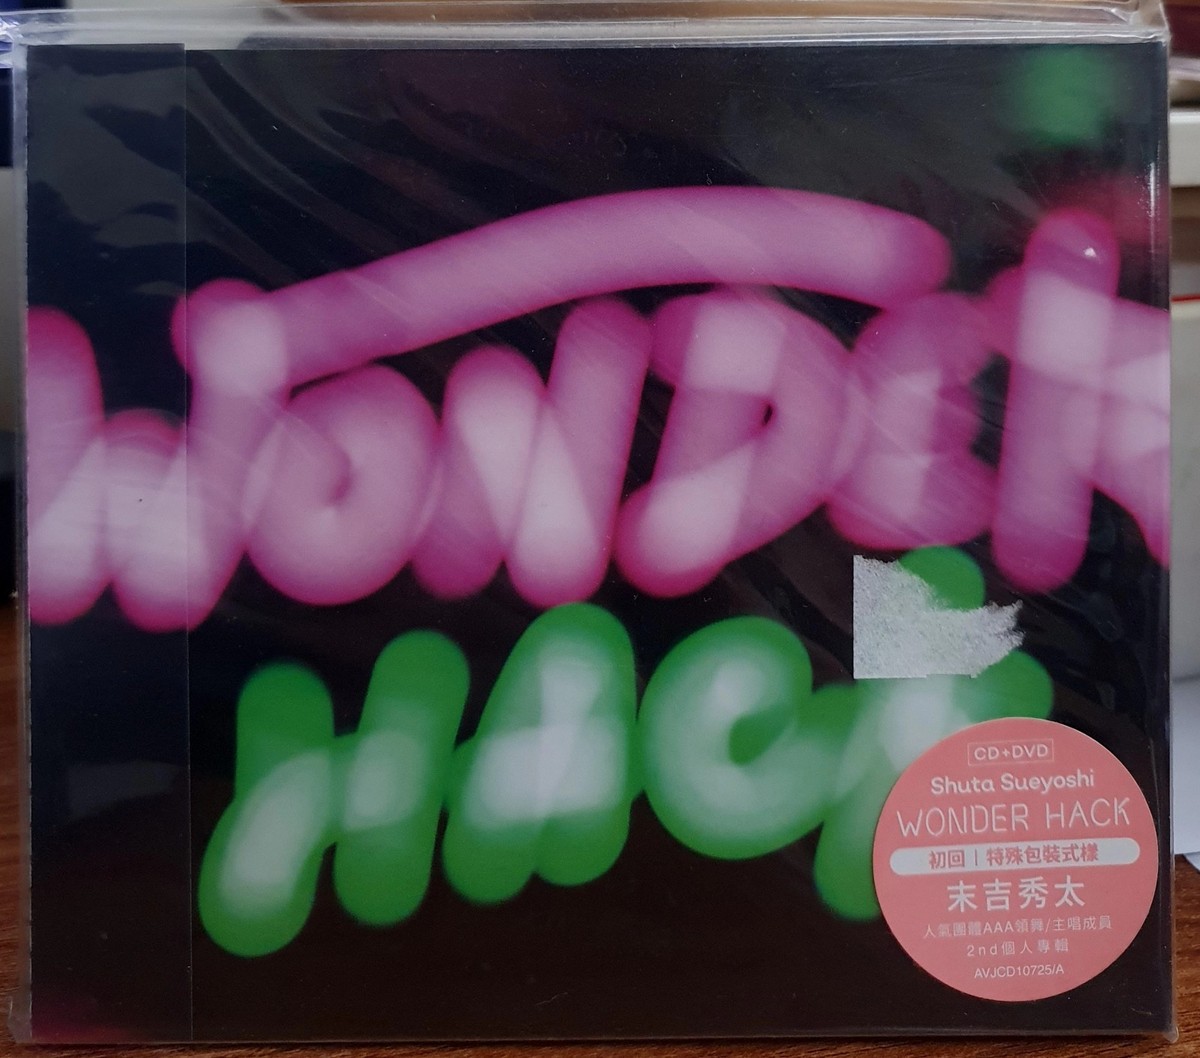 WONDER
HACK
CD+DVD
Shuta Sueyoshi
WONDER HACK
初回｜特殊包裝式樣
末吉秀太
人氣團體AAA領舞/主唱成員
2nd個人專輯
AVJCD10725/A